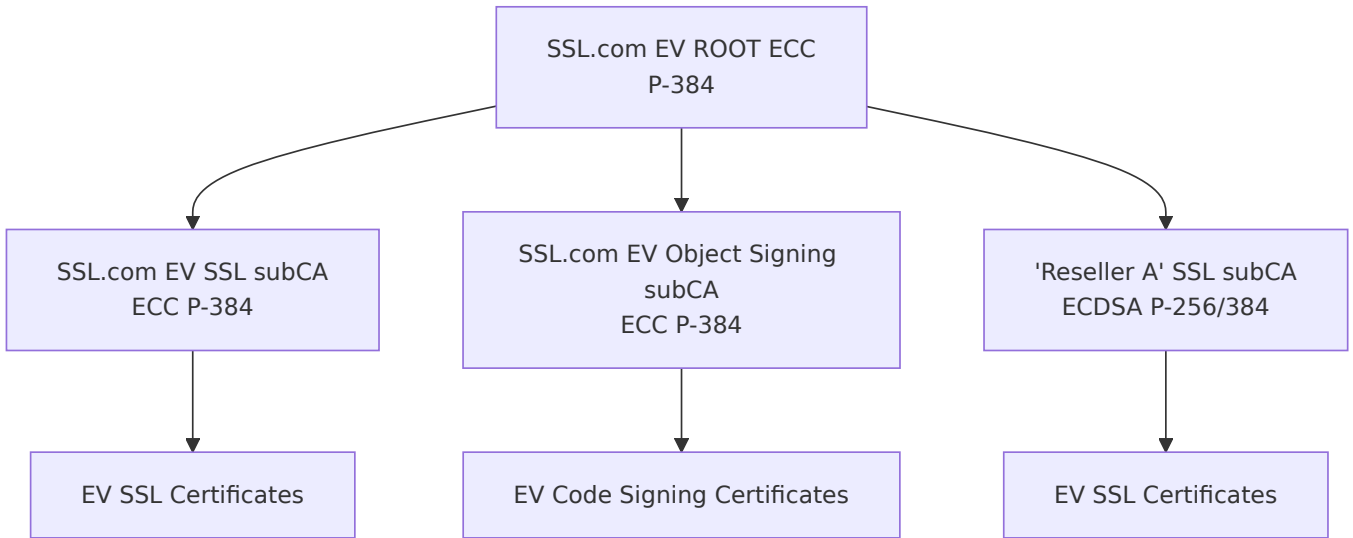 SSL.com EV ROOT ECC
P-384
SSL.com EV SSL subCA
ECC P-384
SSL.com EV Object Signing
subCA
ECC P-384
'Reseller A' SSL subCA
ECDSA P-256/384
EV SSL Certificates
EV Code Signing Certificates
EV SSL Certificates